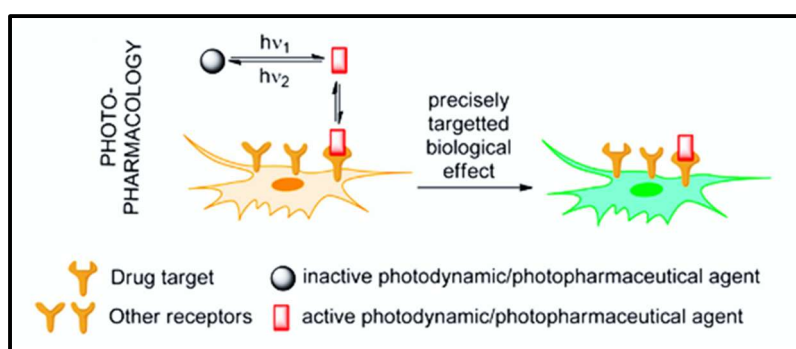 PHOTO-
PHARMACOLOGY
hν1
hν2
precisely
targetted
biological
effect
Drug target
inactive photodynamic/photopharmaceutical agent
Other receptors
active photodynamic/photopharmaceutical agent